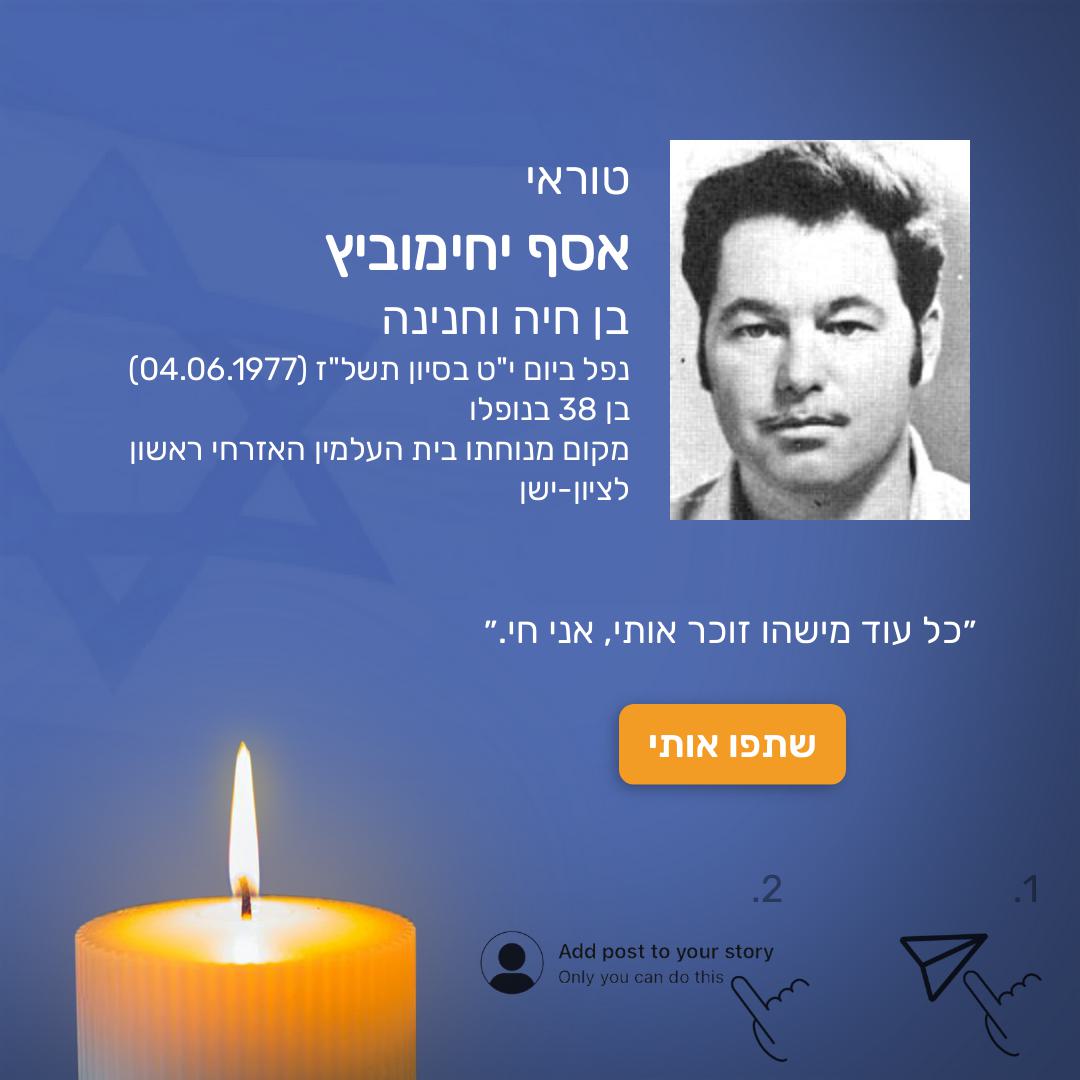 טוראי
אסף יחימוביץ
בן חיה וחנינה
נפל ביום י"ט בסיון תשל"ז (04.06.1977)
בן 38 בנופלו
מקום מנוחתו בית העלמין האזרחי ראשון
לציון-ישן
״כל עוד מישהו זוכר אותי, אני חי.״
שתפו אותי
1.
2.
Add post to your story
Only you can do this